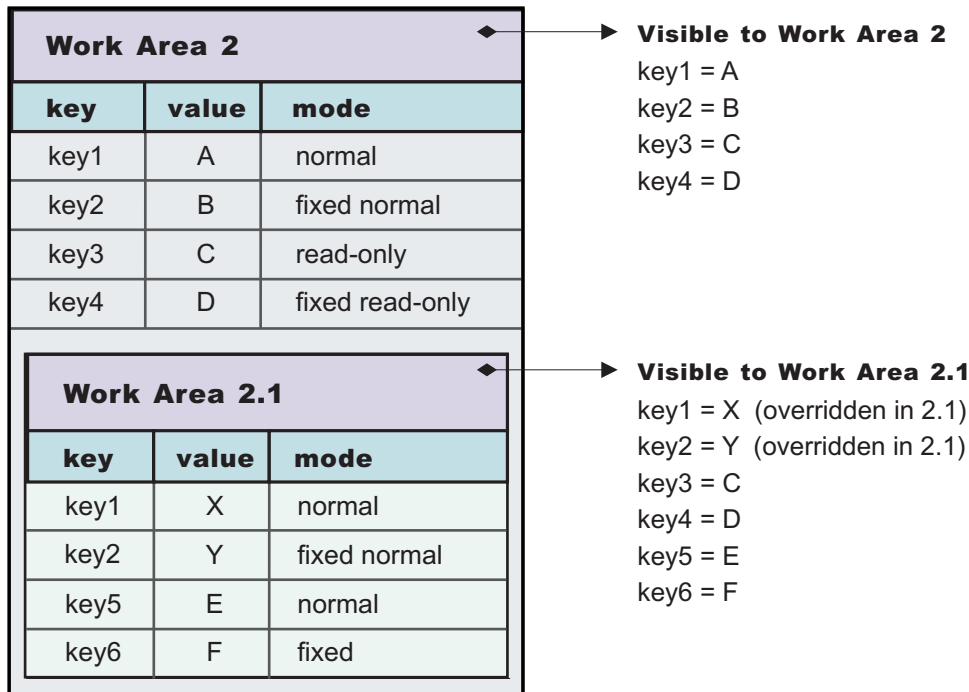 Work Area 2
key value mode
key1 A normal
key2 B fixed normal
key3 C read-only
key4 D fixed read-only
Visible to Work Area 2
key1 = A
key2 = B
key3 = C
key4 = D
Work Area 2.1
key value mode
key1 X normal
key2 Y fixed normal
key5 E normal
key6 F fixed
Visible to Work Area 2.1
key1 = X (overridden in 2.1)
key2 = Y (overridden in 2.1)
key3 = C
key4 = D
key5 = E
key6 = F